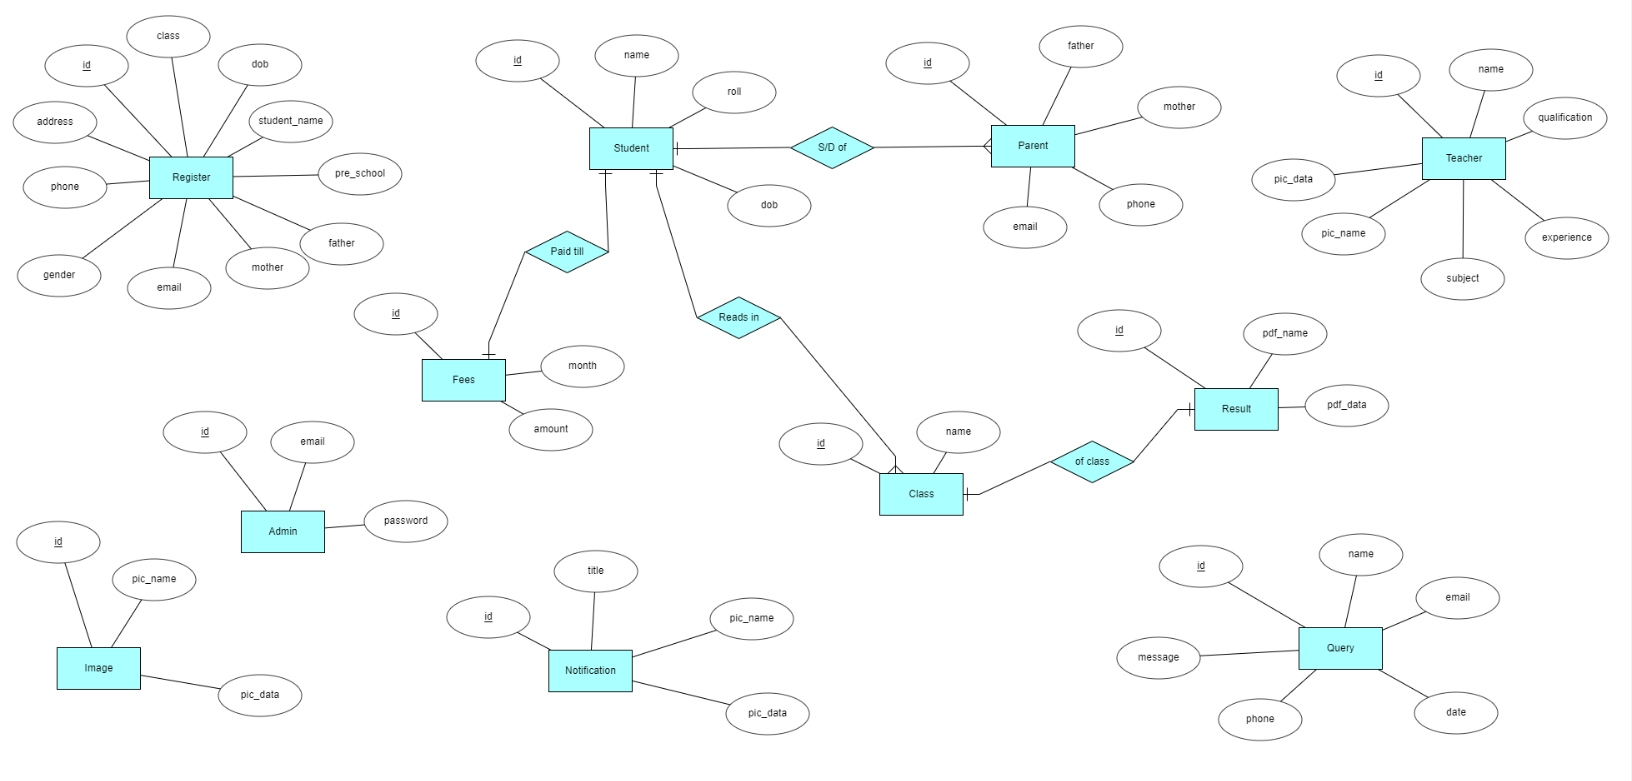 class
id
dob
address
student_name
Register
pre_school
phone
father
mother
gender
email
id
name
roll
Student
dob
S/D of
id
father
mother
Parent
phone
email
id
name
qualification
Teacher
pic_data
pic_name
experience
subject
Paid till
id
month
Fees
amount
Reads in
id
name
Class
of class
id
pdf_name
pdf_data
Result
id
email
password
Admin
id
pic_name
Image
pic_data
id
title
pic_name
Notification
pic_data
id
name
email
message
Query
phone
date